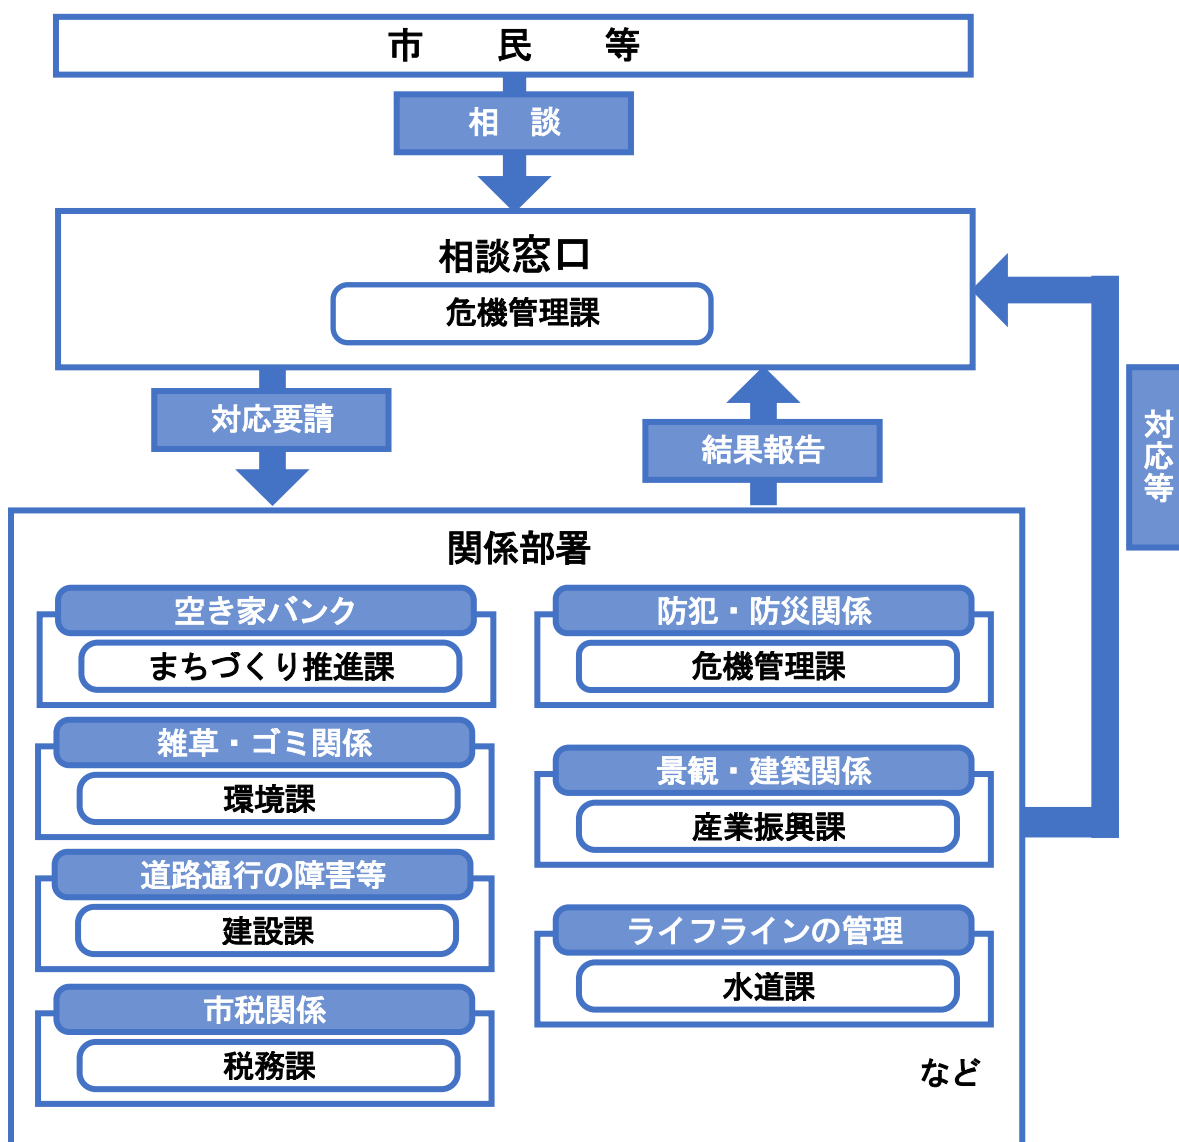 市　民　等
相　談
相談窓口
危機管理課
対応要請
結果報告
対応等
関係部署
空き家バンク
まちづくり推進課
雑草・ゴミ関係
環境課
道路通行の障害等
建設課
市税関係
税務課
防犯・防災関係
危機管理課
景観・建築関係
産業振興課
ライフラインの管理
水道課
など